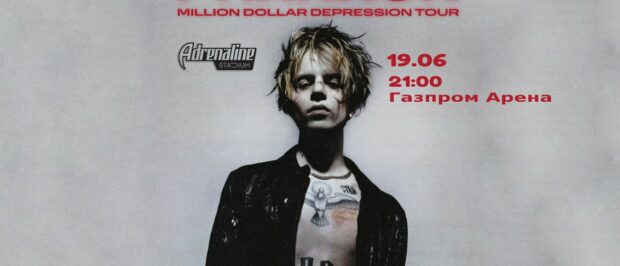 MILLION DOLLAR DEPRESSION TOUR
Adrenaline
STADIUM
19.06
21:00
Газпром Арена